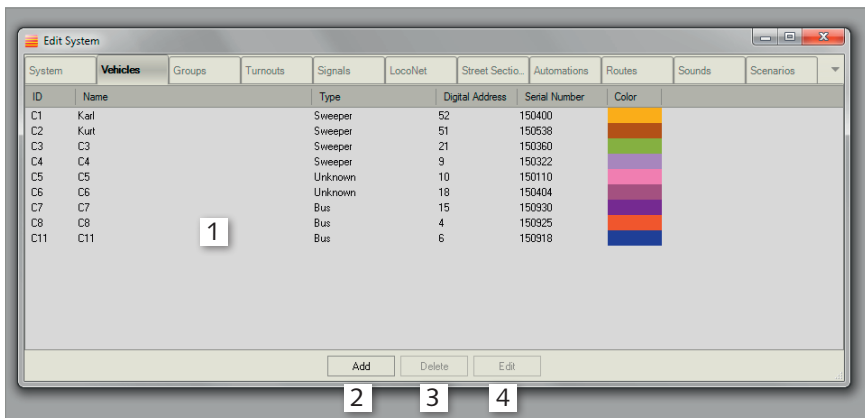 Edit System
System Vehicles Groups Turnouts Signals LocoNet Street Sectio... Automations Routes Sounds Scenarios
ID Name Type Digital Address Serial Number Color
C1 Karl Sweeper 52 150400
C2 Kurt Sweeper 51 150538
C3 C3 Sweeper 21 150360
C4 C4 Sweeper 9 150322
C5 C5 Unknown 10 150110
C6 C6 Unknown 18 150404
C7 C7 Bus 15 150930
C8 C8 Bus 4 150925
C11 C11 Bus 6 150918
1
Add Delete Edit
2 3 4